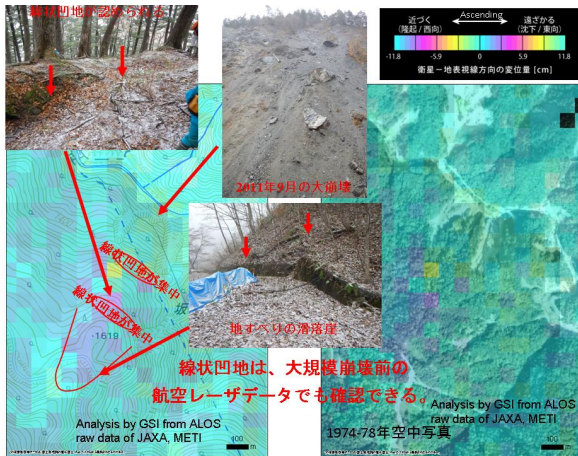 線状凹地が認められる
近づく
(隆起/西向)
Ascending
遠ざかる
(沈下/東向)
-11.8 -5.9 0 5.9 11.8
衛星－地表視線方向の変位量 [cm]
2011年9月の大崩壊
線状凹地が集中
坂
線状凹地が集中
地すべりの滑落崖
・1619
線状凹地は、大規模崩壊前の
航空レーザデータでも確認できる。
Analysis by GSI from ALOS
raw data of JAXA, METI
100
m
Analysis by GSI from ALOS
raw data of JAXA, METI
1974-78年空中写真
100
m